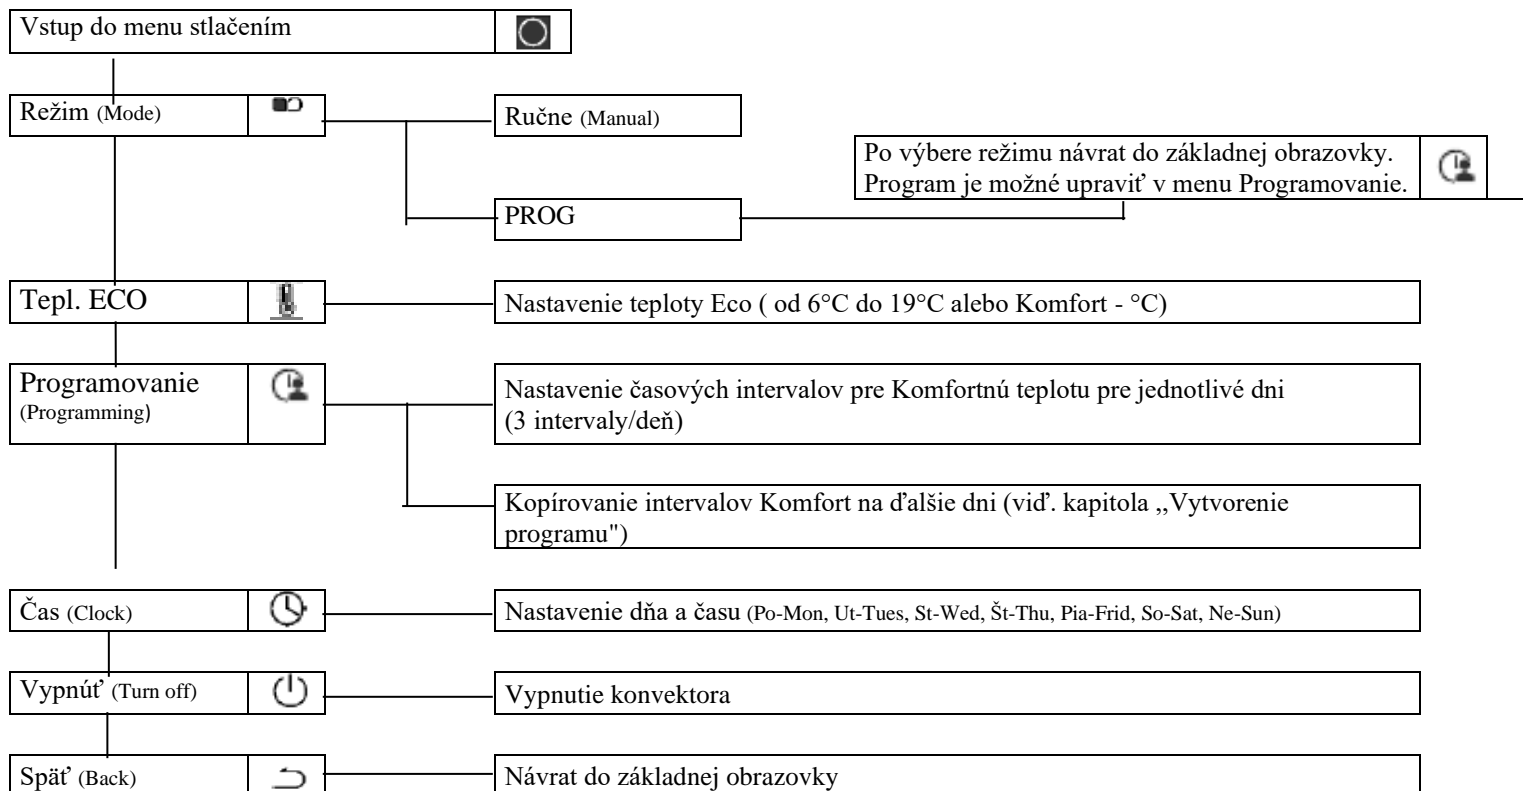 Vstup do menu stlačením
Režim (Mode)
Ručne (Manual)
Po výbere režimu návrat do základnej obrazovky.
Program je možné upraviť v menu Programovanie.
PROG
Tepl. ECO
Nastavenie teploty Eco ( od 6°C do 19°C alebo Komfort - °C)
Programovanie
(Programming)
Nastavenie časových intervalov pre Komfortnú teplotu pre jednotlivé dni
(3 intervaly/deň)
Kopírovanie intervalov Komfort na ďalšie dni (viď. kapitola ,,Vytvorenie
programu")
Čas (Clock)
Nastavenie dňa a času (Po-Mon, Ut-Tues, St-Wed, Št-Thu, Pia-Frid, So-Sat, Ne-Sun)
Vypnúť (Turn off)
Vypnutie konvektora
Späť (Back)
Návrat do základnej obrazovky